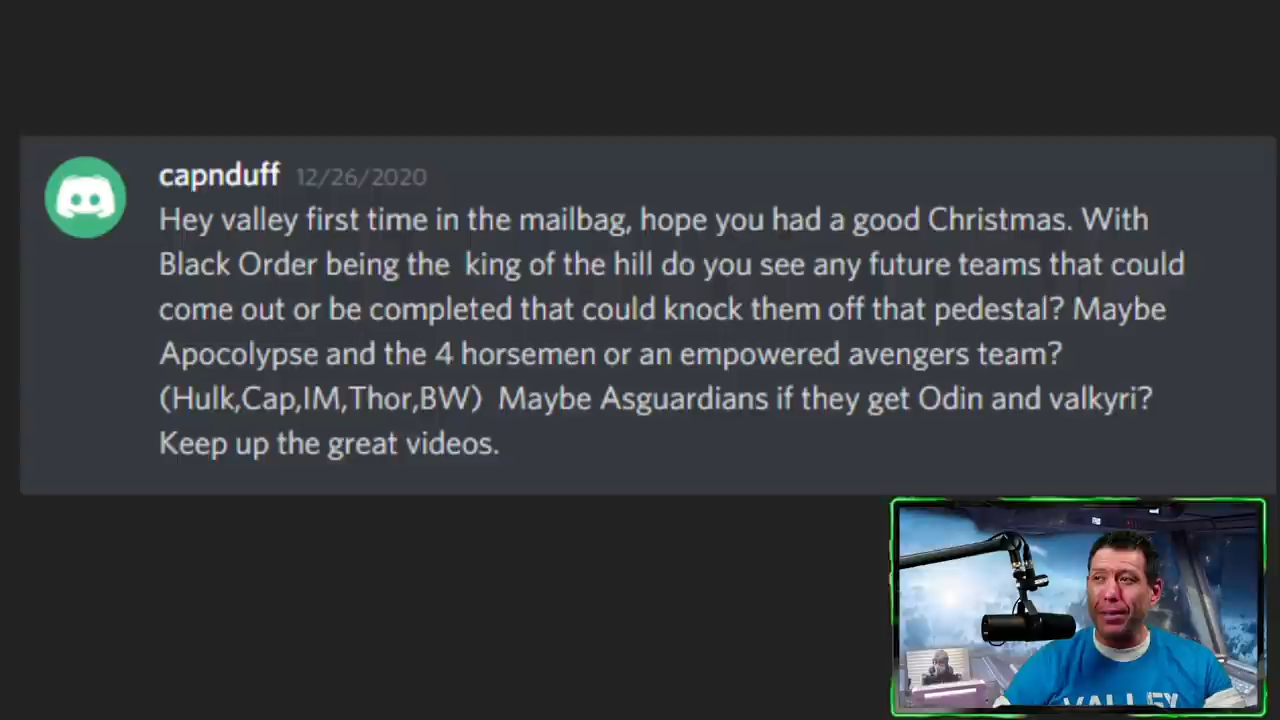 capnduff 12/26/2020
Hey valley first time in the mailbag, hope you had a good Christmas. With
Black Order being the king of the hill do you see any future teams that could
come out or be completed that could knock them off that pedestal? Maybe
Apocolypse and the 4 horsemen or an empowered avengers team?
(Hulk,Cap,IM,Thor,BW) Maybe Asguardians if they get Odin and valkyri?
Keep up the great videos.
VALLEY